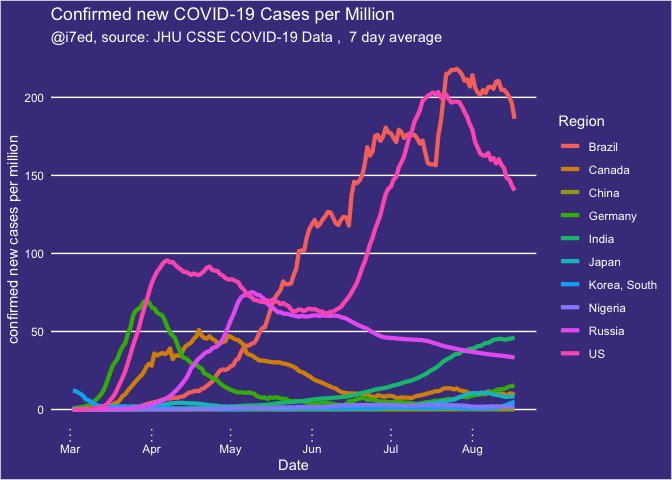 Confirmed new COVID-19 Cases per Million
@i7ed, source: JHU CSSE COVID-19 Data , 7 day average
confirmed new cases per million
200
150
100
50
0
Mar Apr May Jun Jul Aug
Date
Region
Brazil
Canada
China
Germany
India
Japan
Korea, South
Nigeria
Russia
US